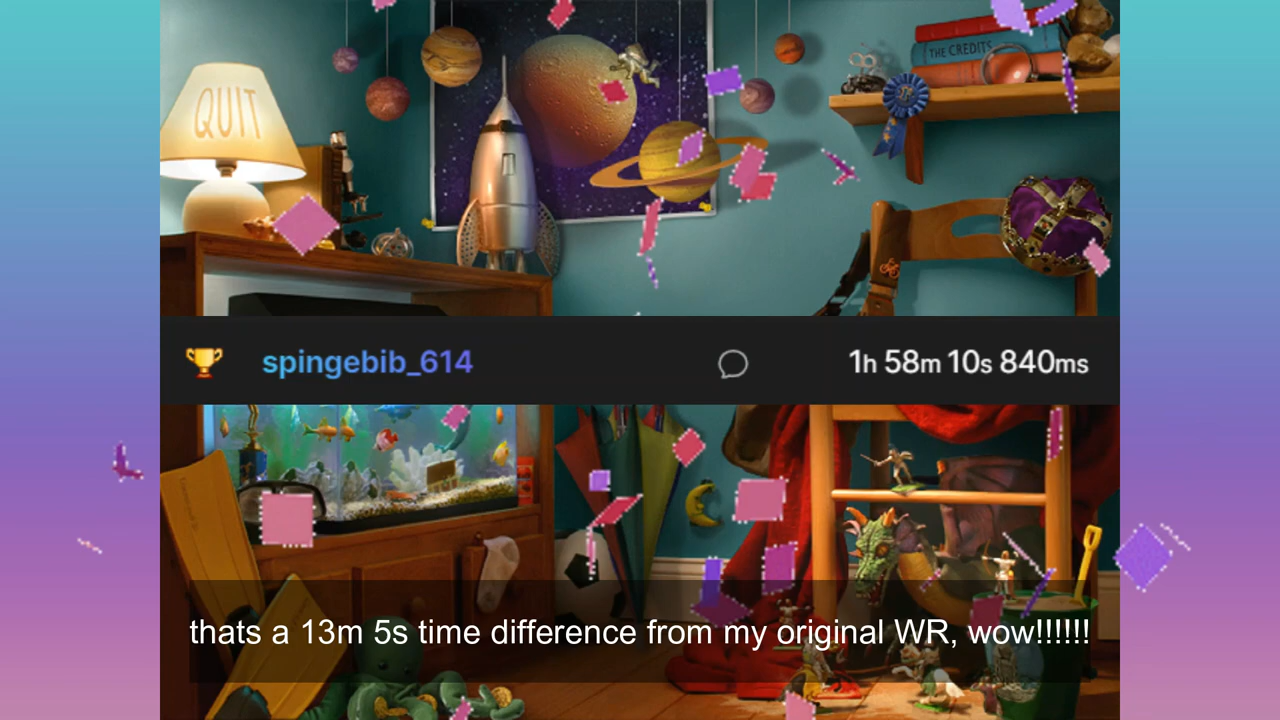 QUIT
THE CREDITS
spingebib_614
1h 58m 10s 840ms
thats a 13m 5s time difference from my original WR, wow!!!!!!